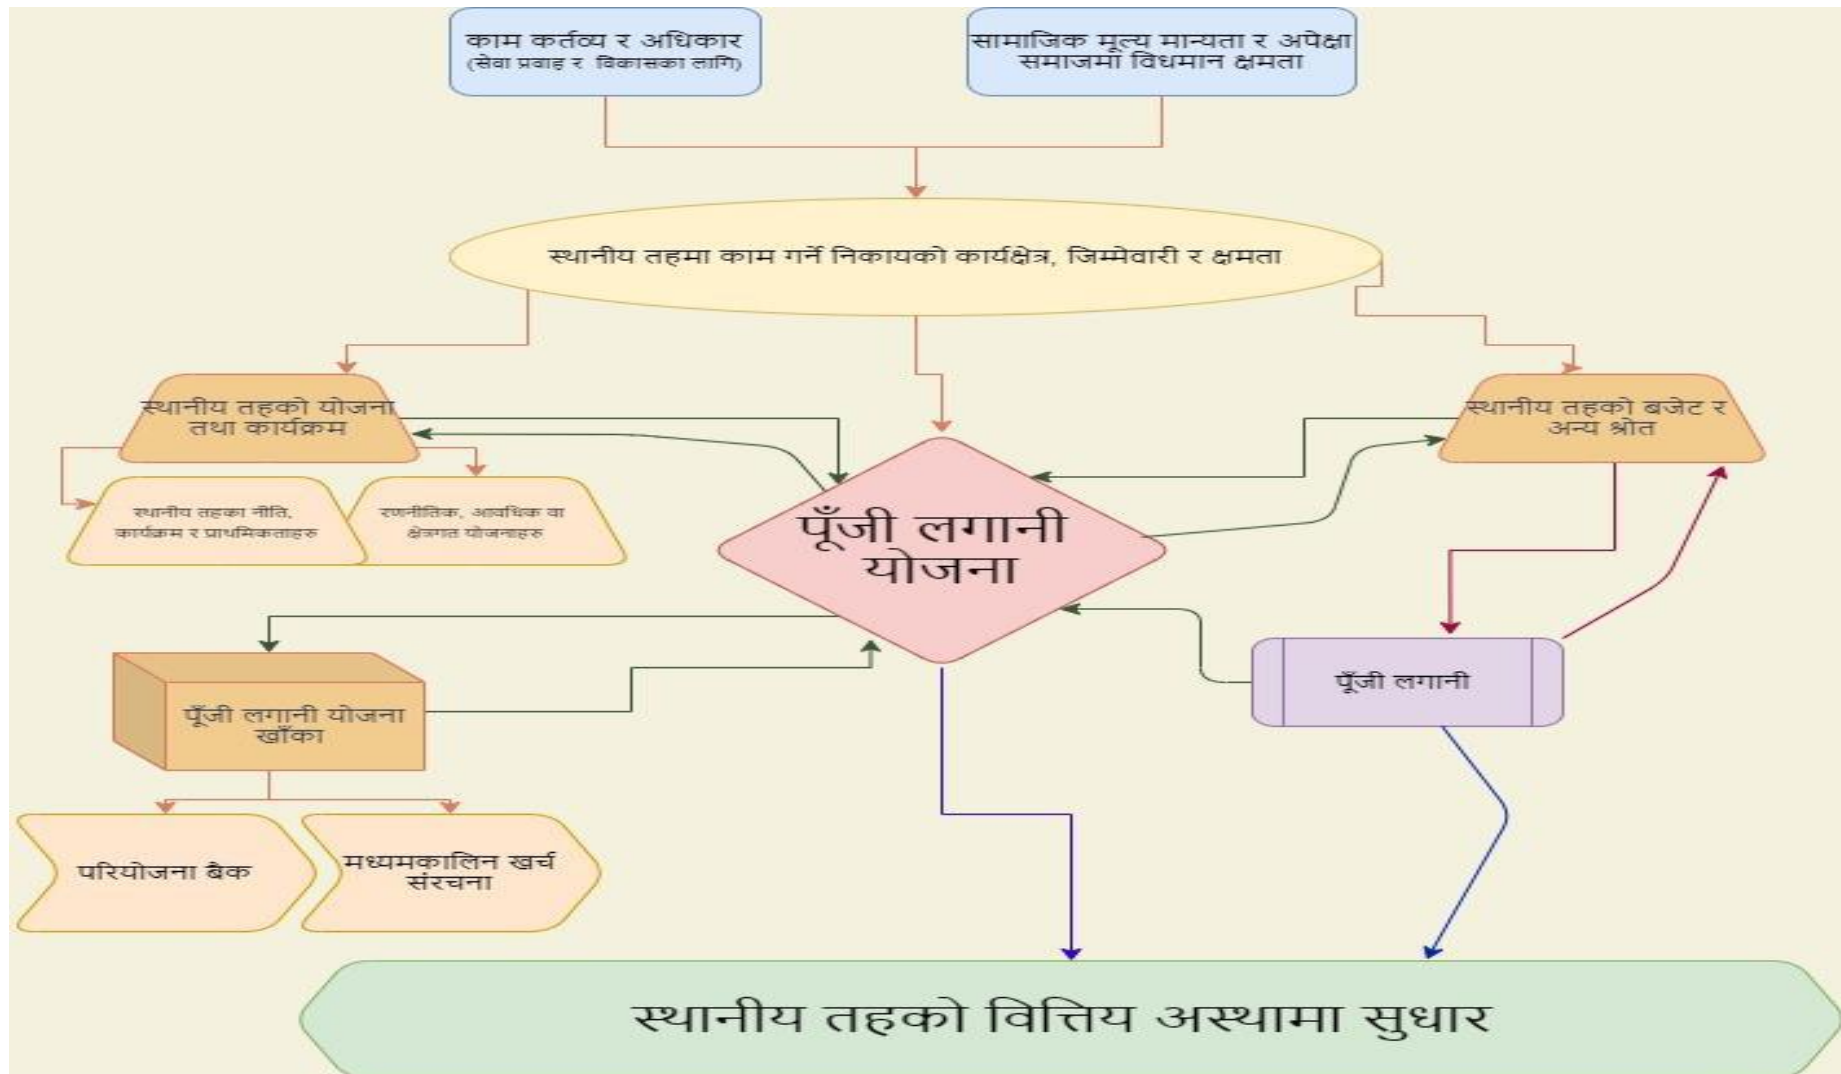 काम कर्तव्य र अधिकार
(सेवा प्रवाह र विकासका लागि)
सामाजिक मूल्य मान्यता र अपेक्षा
समाजमा विधमान क्षमता
स्थानीय तहमा काम गर्ने निकायको कार्यक्षेत्र, जिम्मेवारी र क्षमता
स्थानीय तहको योजना
तथा कार्यक्रम
स्थानीय तहको बजेट र
अन्य श्रोत
स्थानीय तहका नीति,
कार्यक्रम र प्राथमिकताहरु
रणनीतिक, आवधिक वा
क्षेत्रगत योजनाहरु
पूँजी लगानी
योजना
पूँजी लगानी
पूँजी लगानी योजना
खाँका
परियोजना बैक
मध्यमकालिन खर्च
संरचना
स्थानीय तहको वित्तिय अस्थामा सुधार